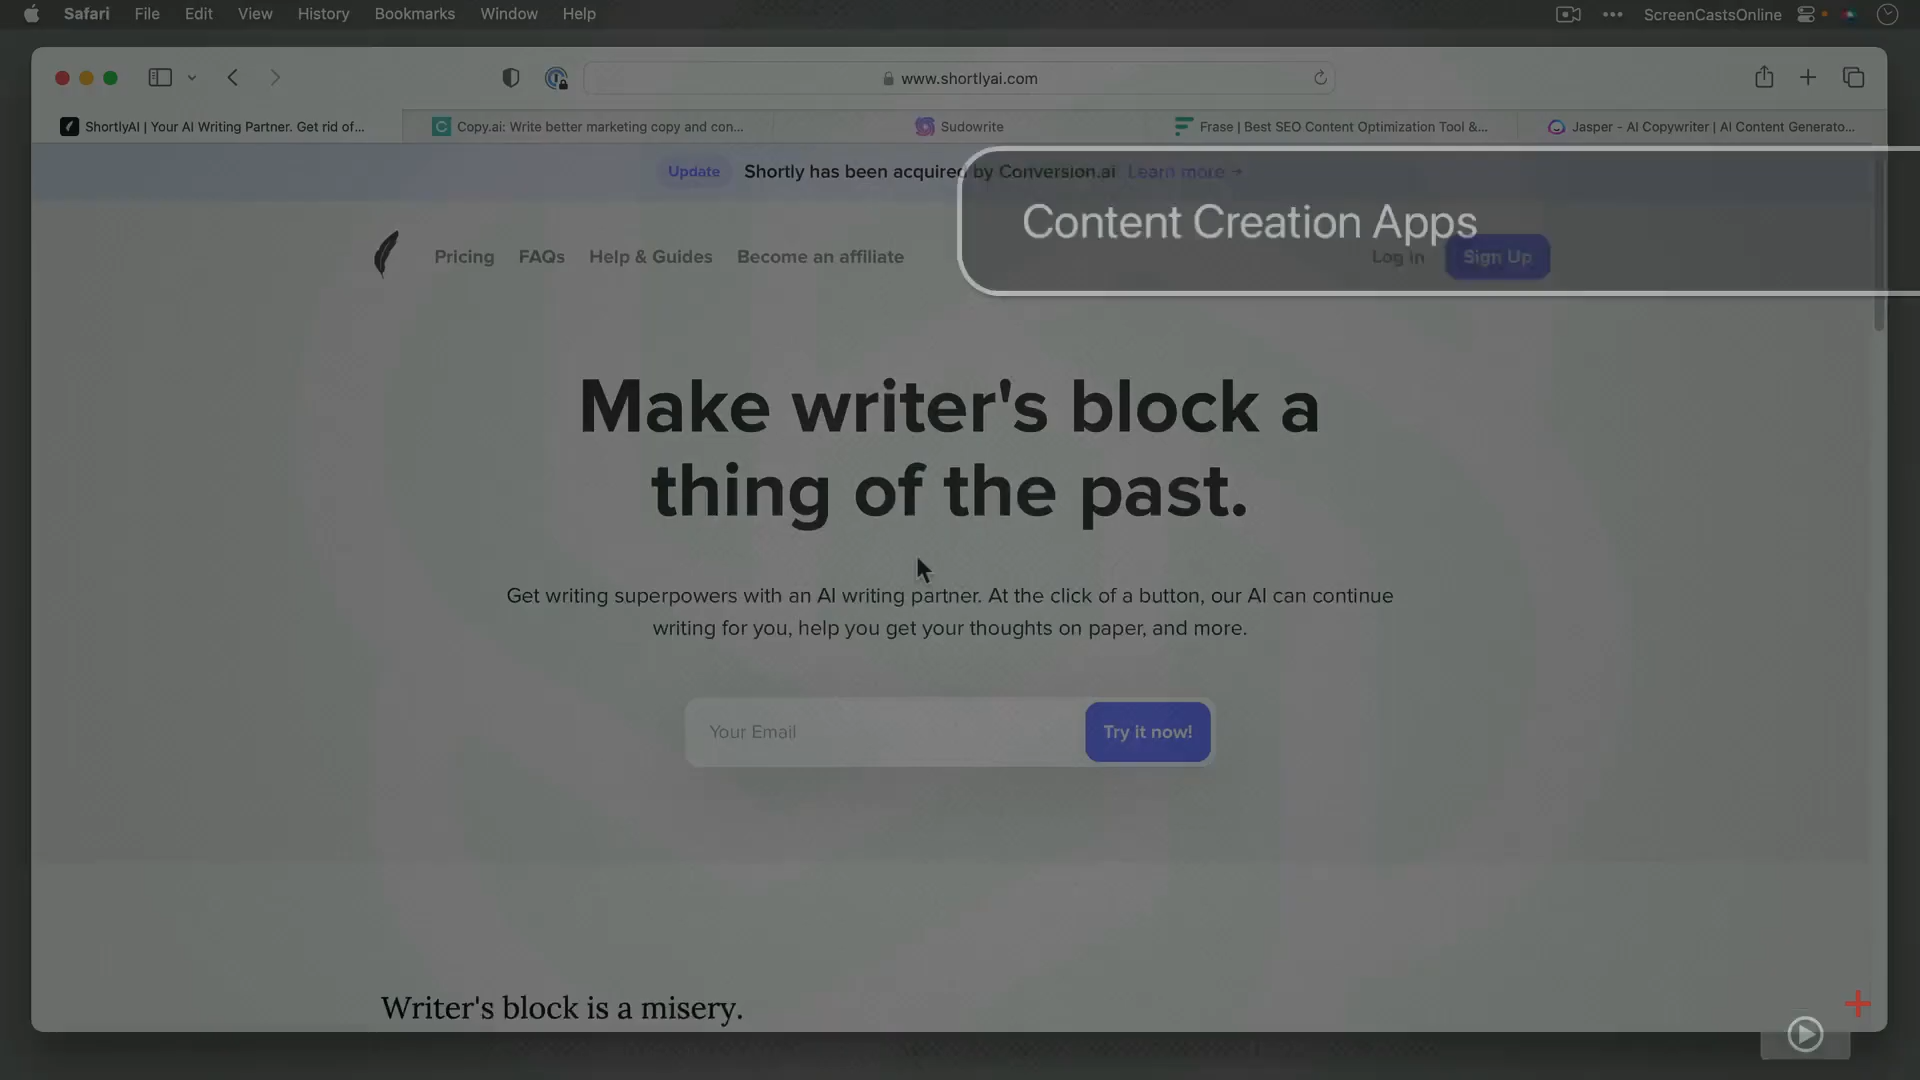 Safari File Edit View History Bookmarks Window Help ScreenCastsOnline
www.shortlyai.com
ShortlyAI | Your AI Writing Partner. Get rid of... Copy.ai: Write better marketing copy and con... Sudowrite Frase | Best SEO Content Optimization Tool &... Jasper - AI Copywriter | AI Content Generato...
Update Shortly has been acquired by Conversion.ai Learn more →
Content Creation Apps
Pricing FAQs Help & Guides Become an affiliate Log in Sign Up
Make writer's block a
thing of the past.
Get writing superpowers with an AI writing partner. At the click of a button, our AI can continue
writing for you, help you get your thoughts on paper, and more.
Your Email Try it now!
Writer's block is a misery.